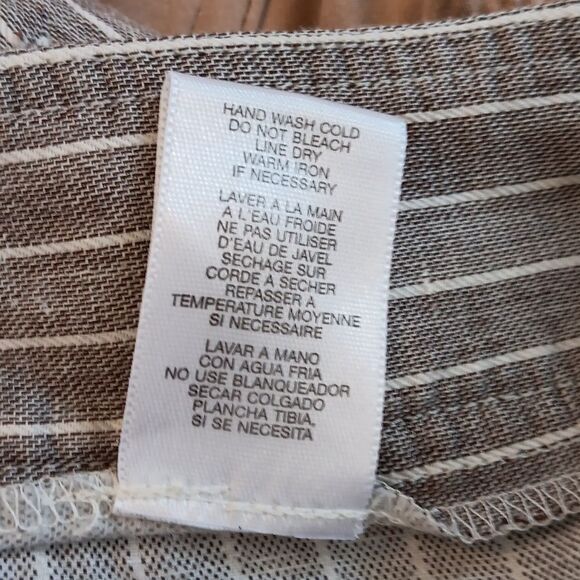 HAND WASH COLD
DO NOT BLEACH
LINE DRY
WARM IRON
IF NECESSARY
LAVER A LA MAIN
A L'EAU FROIDE
NE PAS UTILISER
D'EAU DE JAVEL
SECHAGE SUR
CORDE A SECHER
REPASSER A
TEMPERATURE MOYENNE
SI NECESSAIRE
LAVAR A MANO
CON AGUA FRIA
NO USE BLANQUEADOR
SECAR COLGADO
PLANCHA TIBIA,
SI SE NECESITA